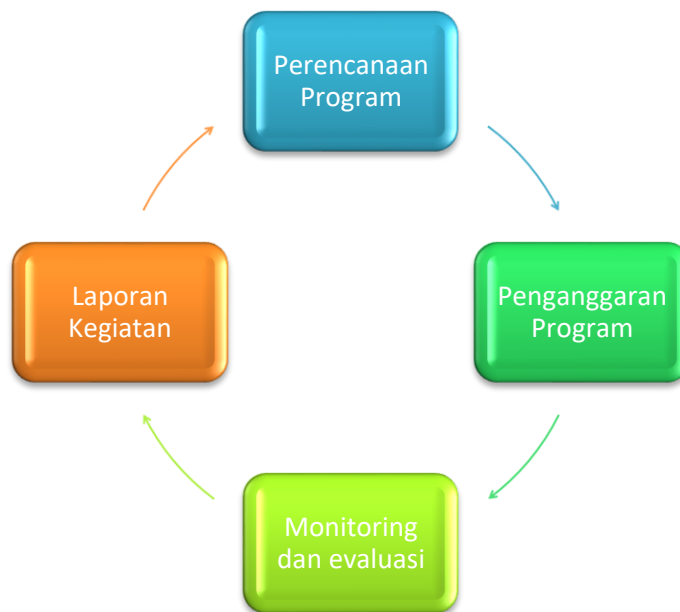 Perencanaan
Program
Penganggaran
Program
Monitoring
dan evaluasi
Laporan
Kegiatan